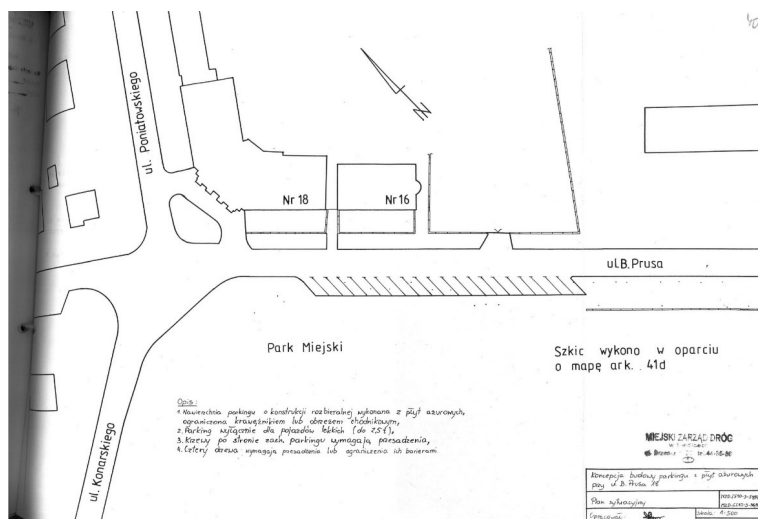 ul. Poniatowskiego
Nr 18
Nr 16
ul.B. Prusa
Park Miejski
Szkic wykono w oparciu
o mapę ark. . 41d
Opis:
1. Nawierzchnia parkingu o konstrukcji rozbieralnej wykonana z płyt ażurowych,
ograniczona krawężnikiem lub obrzeżem chodnikowym,
2. Parking wyłącznie dla pojazdów lekkich (do 2,5t),
3. Krzewy po stronie zach. parkingu wymagają przesadzenia,
4. Cztery drzewa wymagają przesadzenia lub ograniczenia ich barierami.
ul. Konarskiego
MIEJSKI ZARZĄD DRÓG
Koncepcja budowy parkingu z płyt ażurowych
przy ul. B. Prusa
Plan sytuacyjny
Opracował:
Skala: 1:500